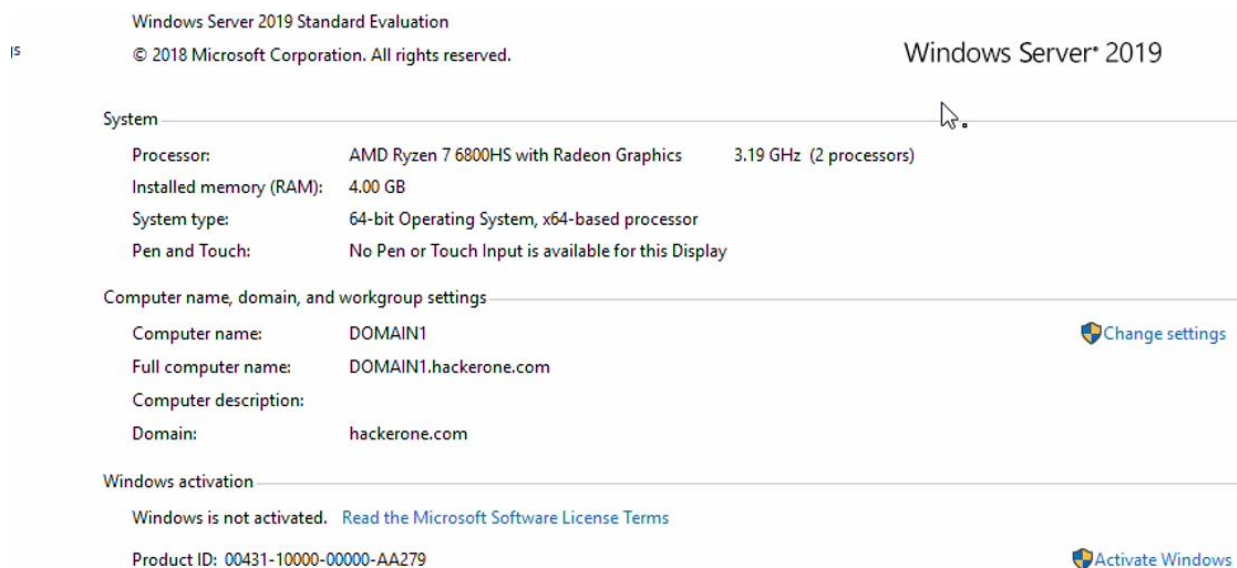 Windows Server 2019 Standard Evaluation
© 2018 Microsoft Corporation. All rights reserved.
Windows Server® 2019
System
Processor: AMD Ryzen 7 6800HS with Radeon Graphics 3.19 GHz (2 processors)
Installed memory (RAM): 4.00 GB
System type: 64-bit Operating System, x64-based processor
Pen and Touch: No Pen or Touch Input is available for this Display
Computer name, domain, and workgroup settings
Computer name: DOMAIN1 Change settings
Full computer name: DOMAIN1.hackerone.com
Computer description:
Domain: hackerone.com
Windows activation
Windows is not activated. Read the Microsoft Software License Terms
Product ID: 00431-10000-00000-AA279 Activate Windows